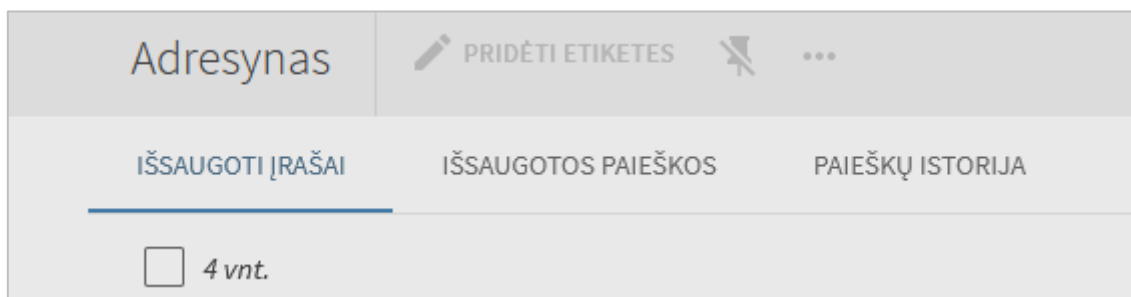 Adresynas PRIDĖTI ETIKETES
IŠSAUGOTI ĮRAŠAI IŠSAUGOTOS PAIEŠKOS PAIEŠKŲ ISTORIJA
4 vnt.